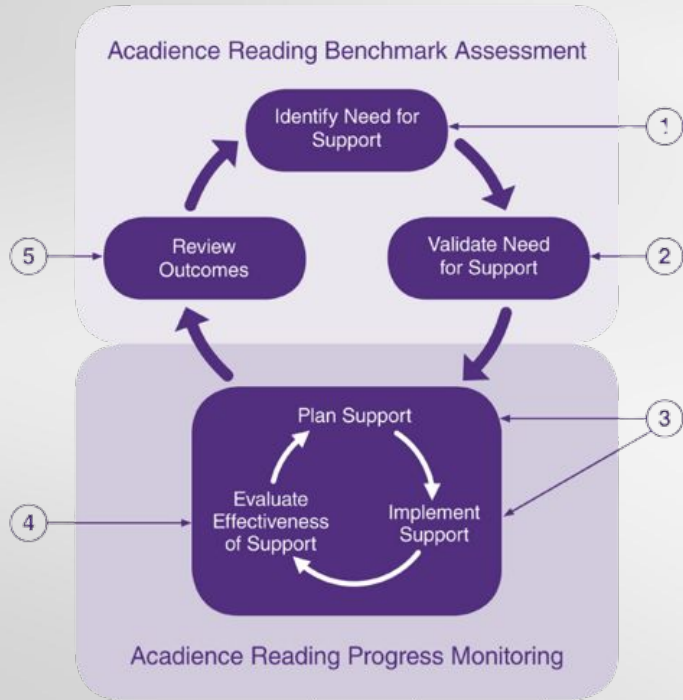 Acadience Reading Benchmark Assessment
Identify Need for
Support
1
Review
Outcomes
5
Validate Need
for Support
2
Plan Support
3
Evaluate
Effectiveness
of Support
4
Implement
Support
Acadience Reading Progress Monitoring